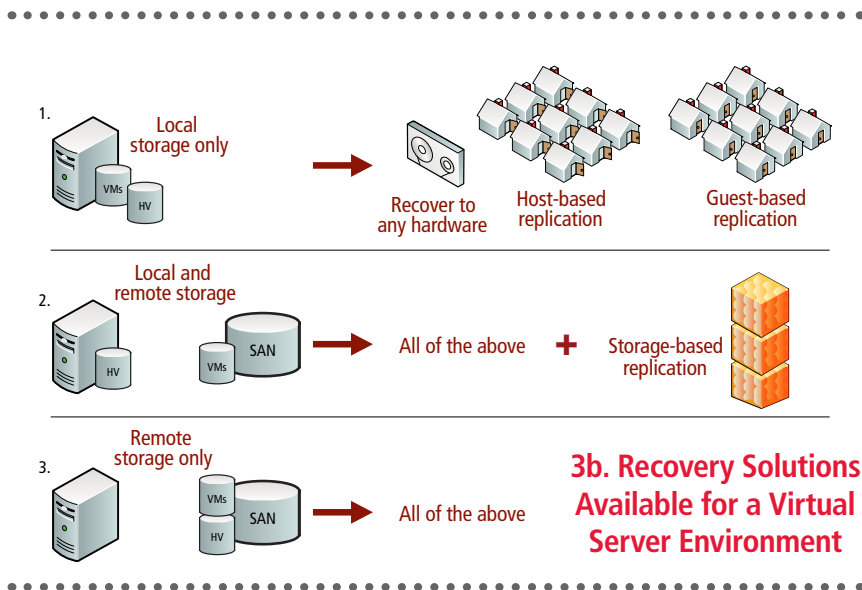 1.
Local
storage only
VMs
HV
Recover to
any hardware
Host-based
replication
Guest-based
replication
2.
Local and
remote storage
HV
VMs
SAN
All of the above
+
Storage-based
replication
3.
Remote
storage only
VMs
HV
SAN
All of the above
3b. Recovery Solutions
Available for a Virtual
Server Environment